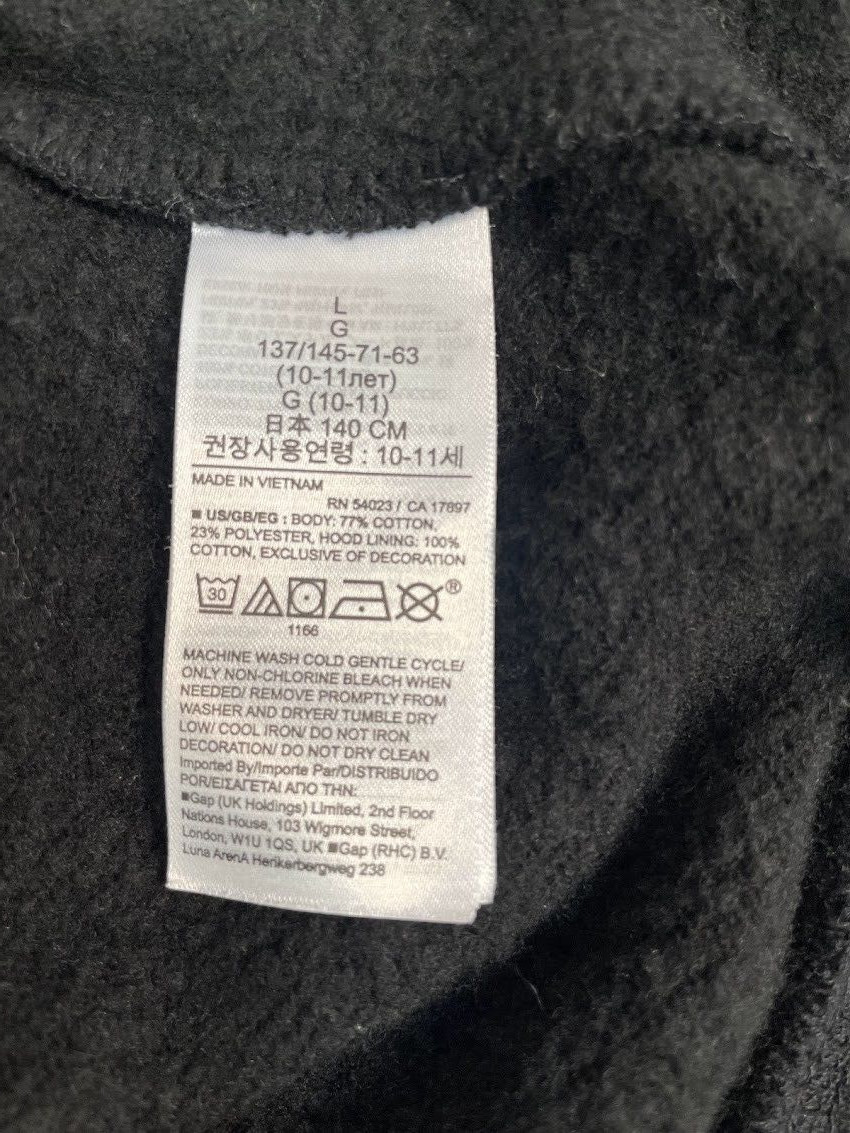 L
G
137/145-71-63
(10-11лет)
G (10-11)
日本 140 CM
권장사용연령 : 10-11세
MADE IN VIETNAM
RN 54023 / CA 17897
■ US/GB/EG : BODY: 77% COTTON,
23% POLYESTER, HOOD LINING: 100%
COTTON, EXCLUSIVE OF DECORATION
30
®
1166
MACHINE WASH COLD GENTLE CYCLE/
ONLY NON-CHLORINE BLEACH WHEN
NEEDED/ REMOVE PROMPTLY FROM
WASHER AND DRYER/ TUMBLE DRY
LOW/ COOL IRON/ DO NOT IRON
DECORATION/ DO NOT DRY CLEAN
Imported By/Importe Par/DISTRIBUIDO
POR/ΕΙΣΑΓΕΤΑΙ ΑΠΟ ΤΗΝ:
■Gap (UK Holdings) Limited, 2nd Floor
Nations House, 103 Wigmore Street,
London, W1U 1QS, UK ■Gap (RHC) B.V.
Luna ArenA Herikerbergweg 238